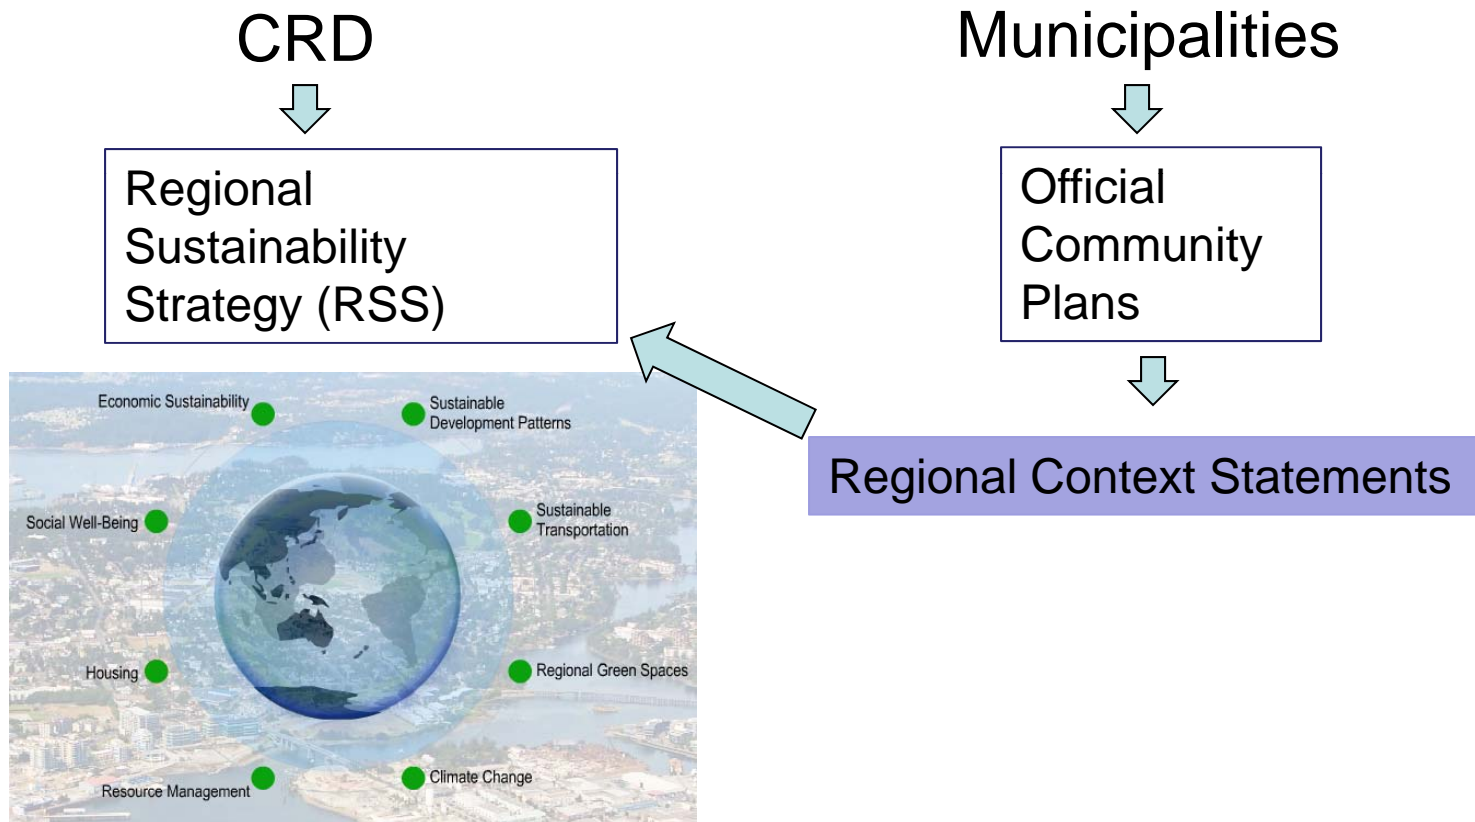 CRD
Municipalities
Regional
Sustainability
Strategy (RSS)
Official
Community
Plans
Regional Context Statements
Economic Sustainability
Sustainable
Development Patterns
Social Well-Being
Sustainable
Transportation
Housing
Regional Green Spaces
Resource Management
Climate Change